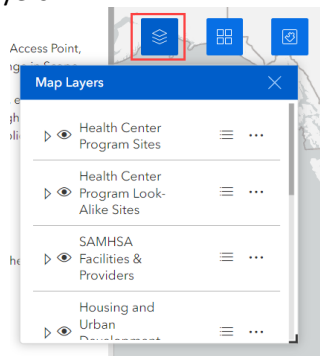 Access Point,
Map Layers
Health Center
Program Sites
Health Center
Program Look-
Alike Sites
SAMHSA
Facilities &
Providers
Housing and
Urban
Development